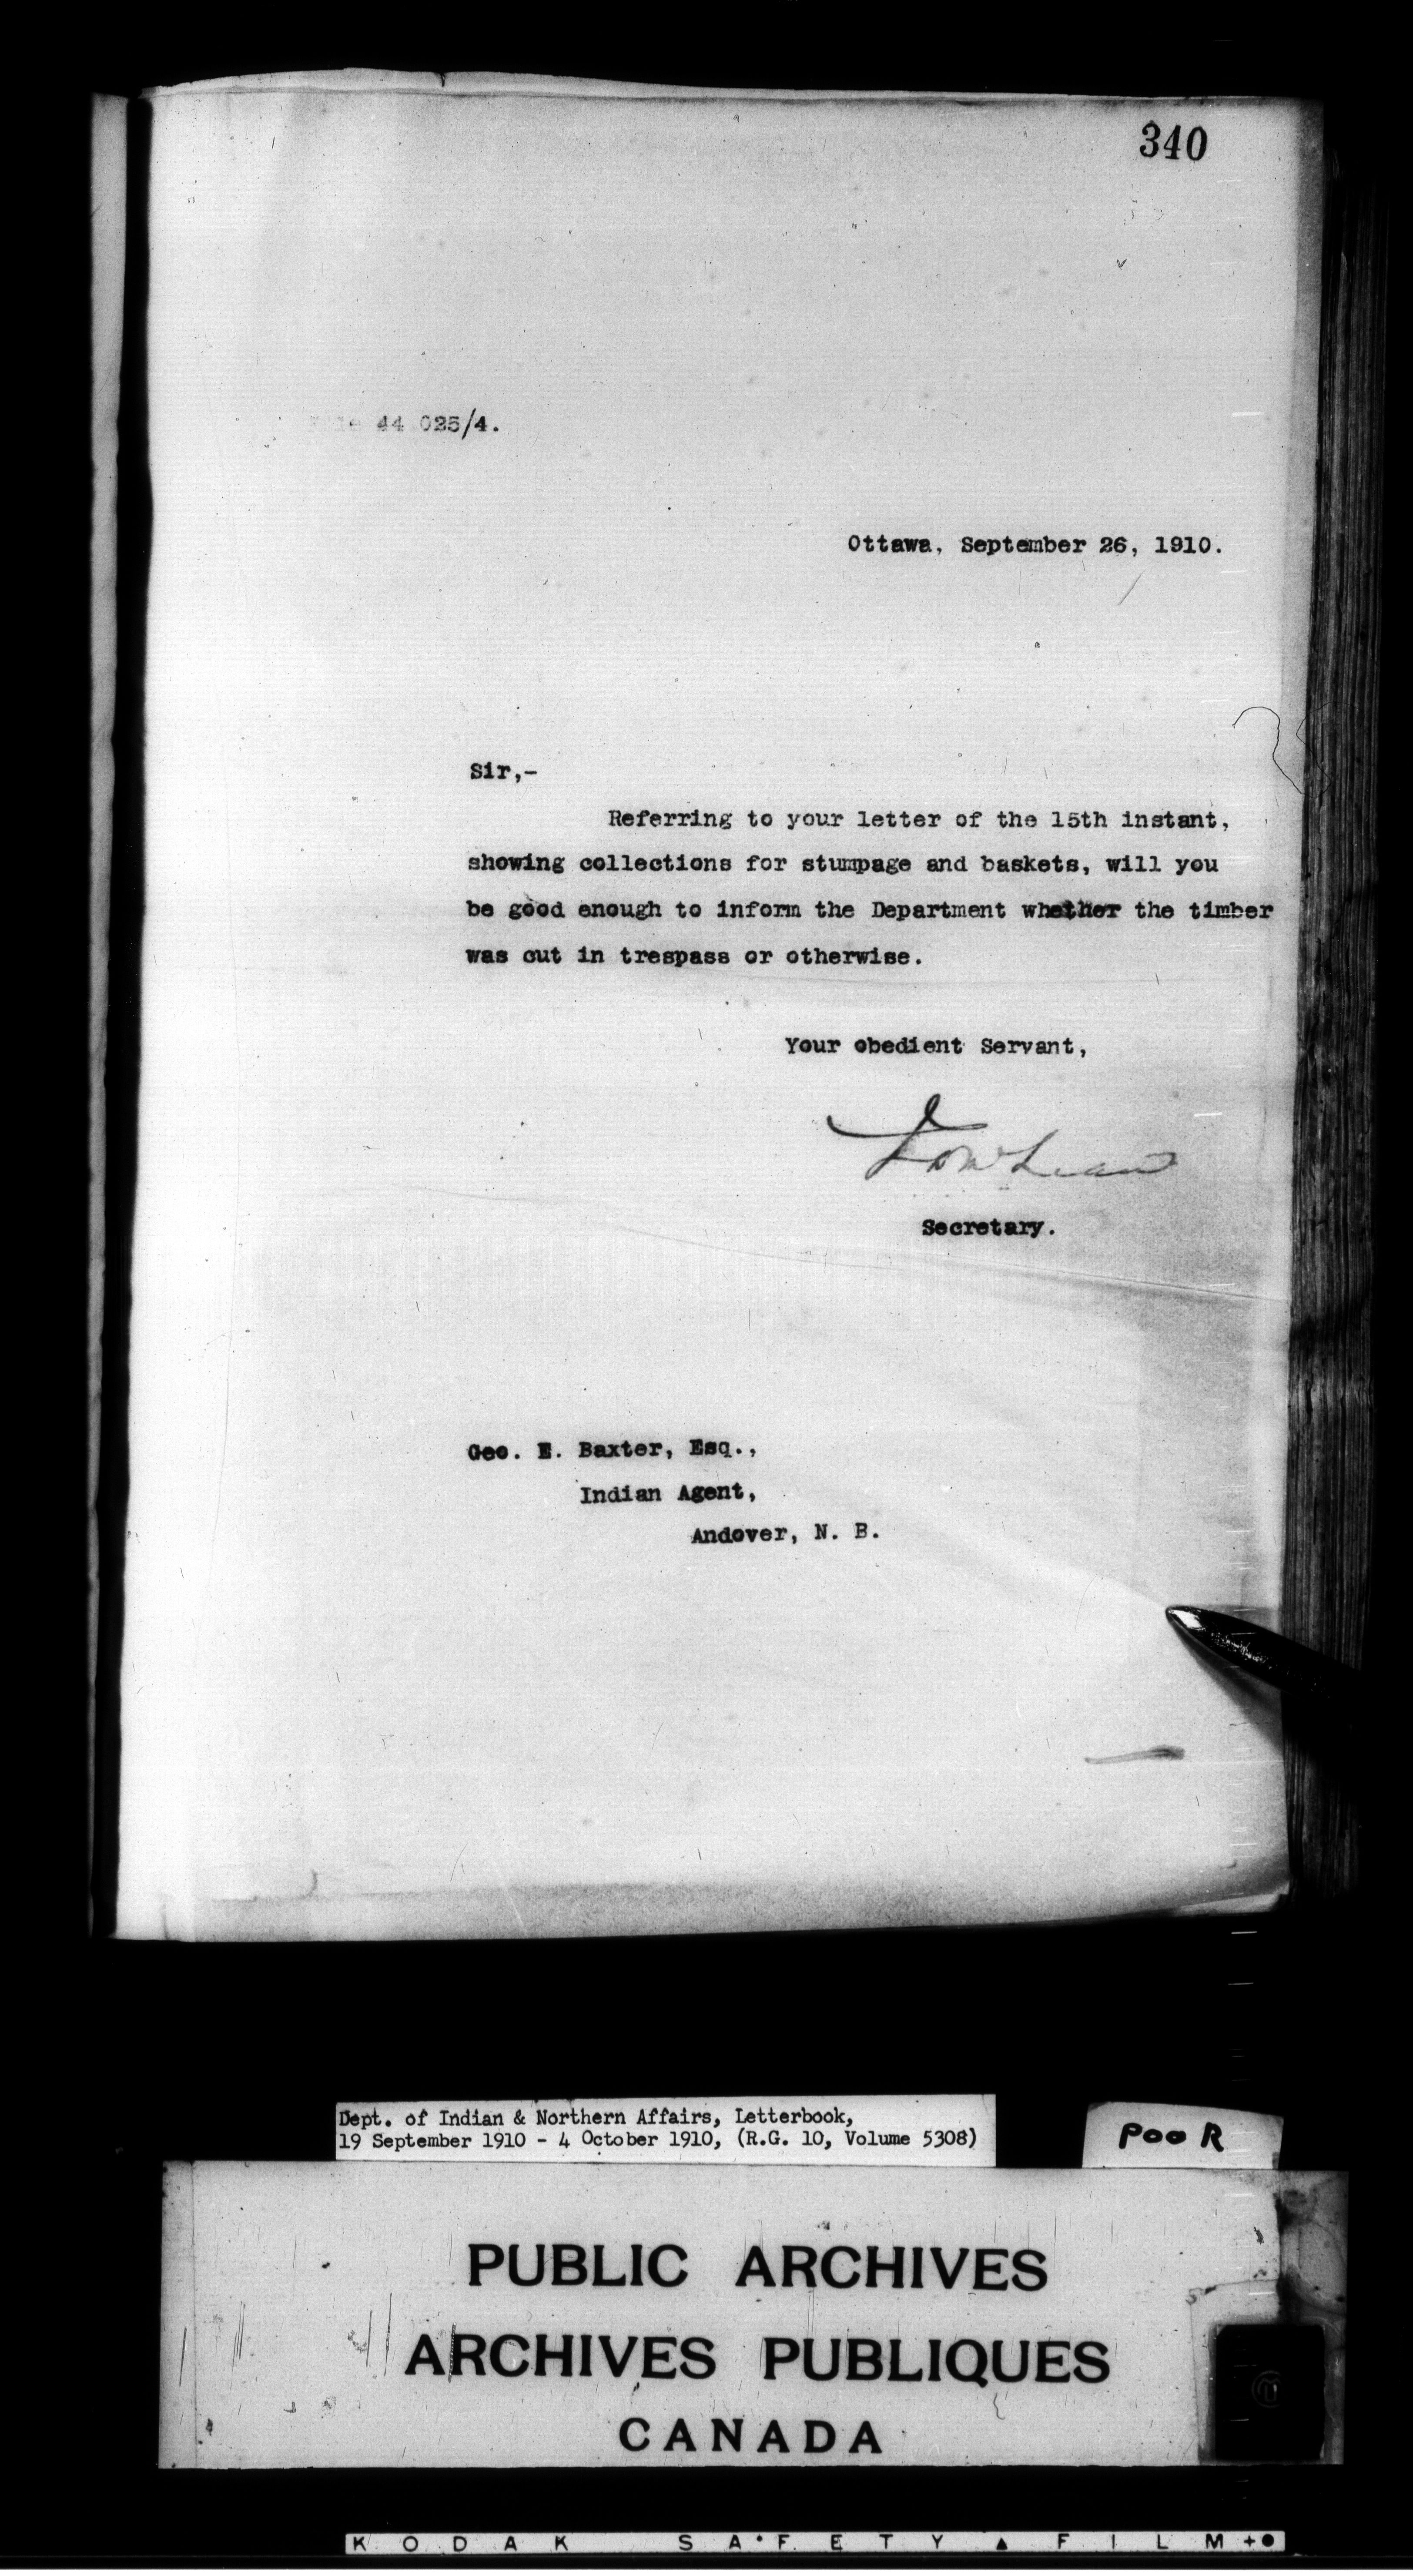 340
44 025/4.
Ottawa, September 26, 1910.
Sir,-
Referring to your letter of the 15th instant,
showing collections for stumpage and baskets, will you
be good enough to inform the Department whether the timber
was cut in trespass or otherwise.
Your obedient Servant,
Secretary.
Geo. E. Baxter, Esq.,
Indian Agent,
Andover, N. B.
Dept. of Indian & Northern Affairs, Letterbook,
19 September 1910 - 4 October 1910, (R.G. 10, Volume 5308)
POOR
PUBLIC ARCHIVES
ARCHIVES PUBLIQUES
CANADA
KODAK SAFETY ▲ FILM